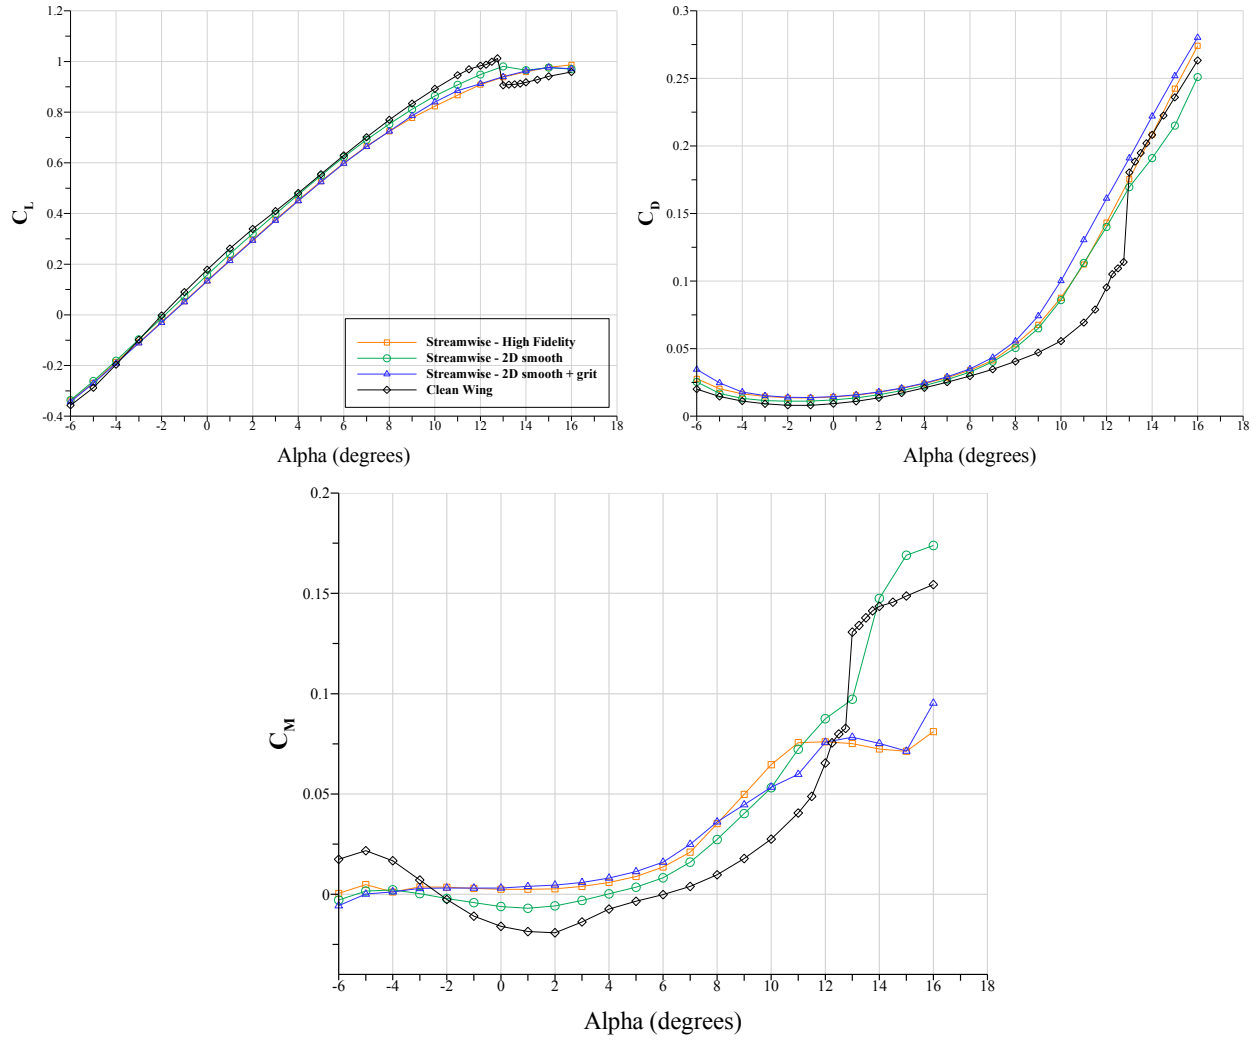 1.2
1
0.8
0.6
0.4
0.2
0
-0.2
-0.4
C_L
-6 -4 -2 0 2 4 6 8 10 12 14 16 18
Alpha (degrees)
Streamwise - High Fidelity
Streamwise - 2D smooth
Streamwise - 2D smooth + grit
Clean Wing
0.3
0.25
0.2
0.15
0.1
0.05
0
C_D
-6 -4 -2 0 2 4 6 8 10 12 14 16 18
Alpha (degrees)
0.2
0.15
0.1
0.05
0
C_M
-6 -4 -2 0 2 4 6 8 10 12 14 16 18
Alpha (degrees)